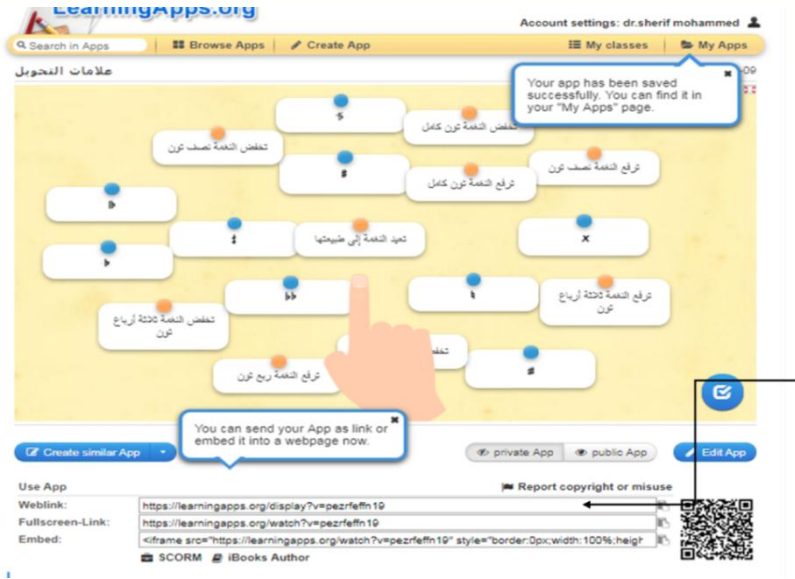 LearningApps.org
Account settings: dr.sherif mohammed
Search in Apps
Browse Apps
Create App
My classes
My Apps
علامات التحويل
Your app has been saved
successfully. You can find it in
your "My Apps" page.
تخفض النغمة تون كامل
تخفض النغمة نصف تون
ترفع النغمة نصف تون
ترفع النغمة تون كامل
تعيد النغمة إلى طبيعتها
x
ترفع النغمة ثلاثة أرباع
تون
تخفض النغمة ثلاثة أرباع
تون
ترفع النغمة ربع تون
You can send your App as link or
embed it into a webpage now.
Create similar App
private App
public App
Edit App
Use App
Report copyright or misuse
Weblink:
https://learningapps.org/display?v=pezrfeffn19
Fullscreen-Link:
https://learningapps.org/watch?v=pezrfeffn19
Embed:
<iframe src="https://learningapps.org/watch?v=pezrfeffn19" style="border:0px;width:100%;heigh
SCORM
iBooks Author